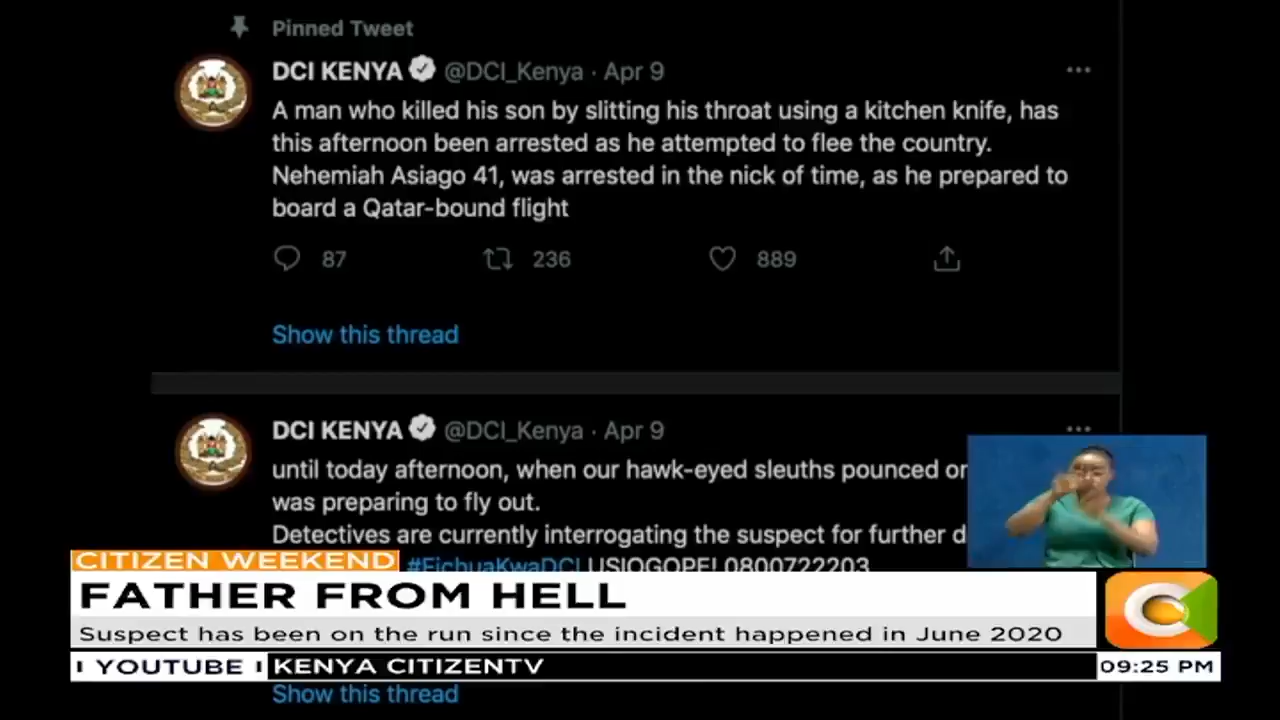 Pinned Tweet
DCI KENYA @DCI_Kenya · Apr 9
A man who killed his son by slitting his throat using a kitchen knife, has
this afternoon been arrested as he attempted to flee the country.
Nehemiah Asiago 41, was arrested in the nick of time, as he prepared to
board a Qatar-bound flight
87 236 889
Show this thread
DCI KENYA @DCI_Kenya · Apr 9
until today afternoon, when our hawk-eyed sleuths pounced
was preparing to fly out.
Detectives are currently interrogating the suspect for further
#FichuaKwaDCI USIOGOPE! 0800722203
CITIZEN WEEKEND
FATHER FROM HELL
Suspect has been on the run since the incident happened in June 2020
YOUTUBE KENYA CITIZENTV
09:25 PM
Show this thread